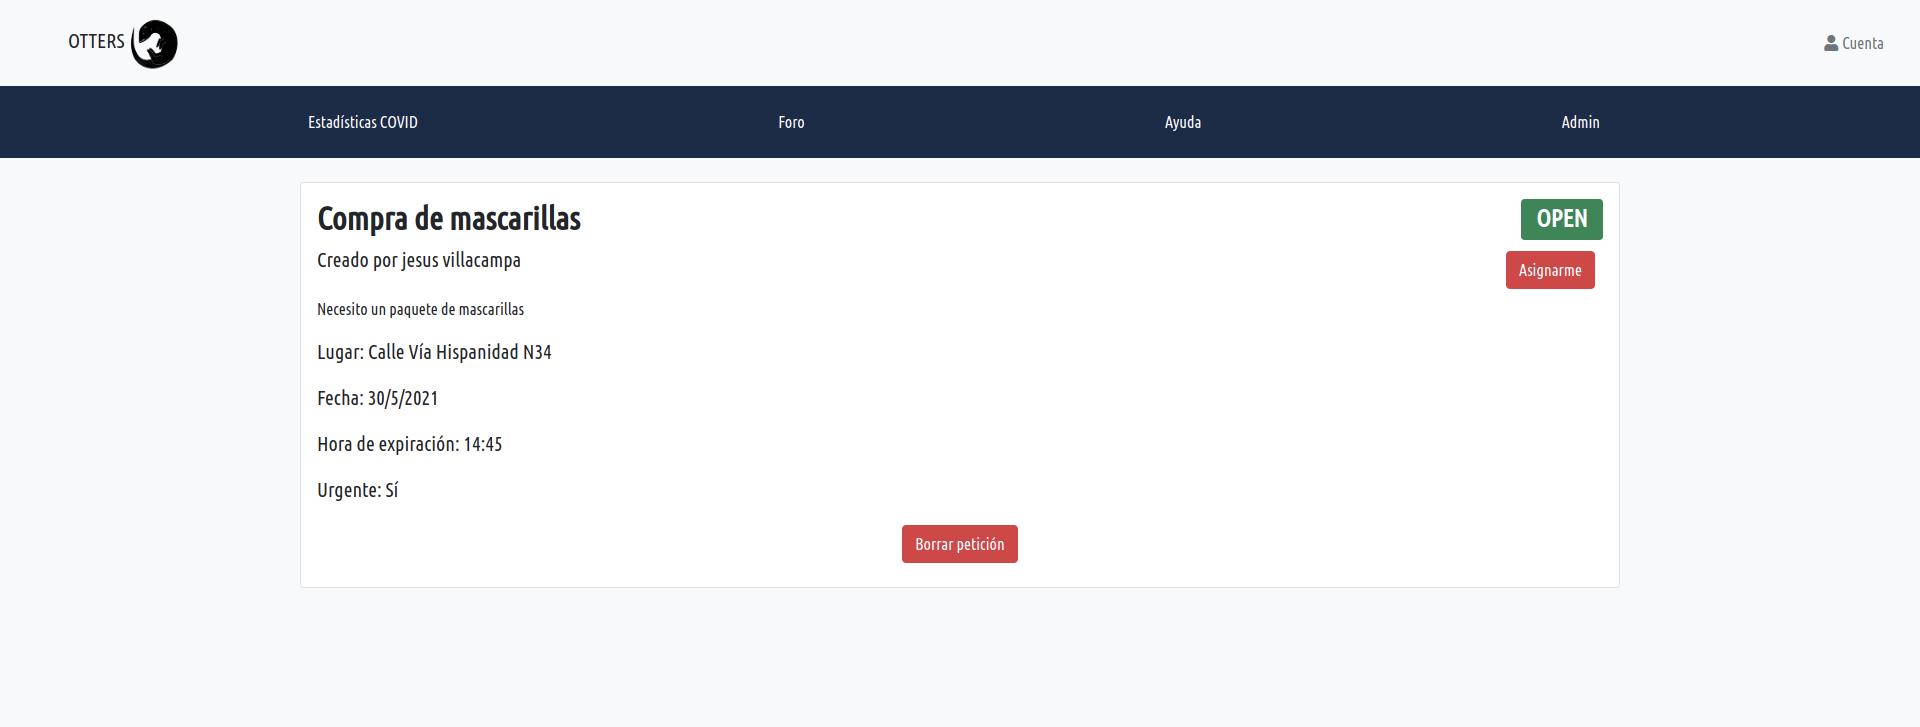 OTTERS
Cuenta
Estadísticas COVID
Foro
Ayuda
Admin
Compra de mascarillas
OPEN
Creado por jesus villacampa
Asignarme
Necesito un paquete de mascarillas
Lugar: Calle Vía Hispanidad N34
Fecha: 30/5/2021
Hora de expiración: 14:45
Urgente: Sí
Borrar petición